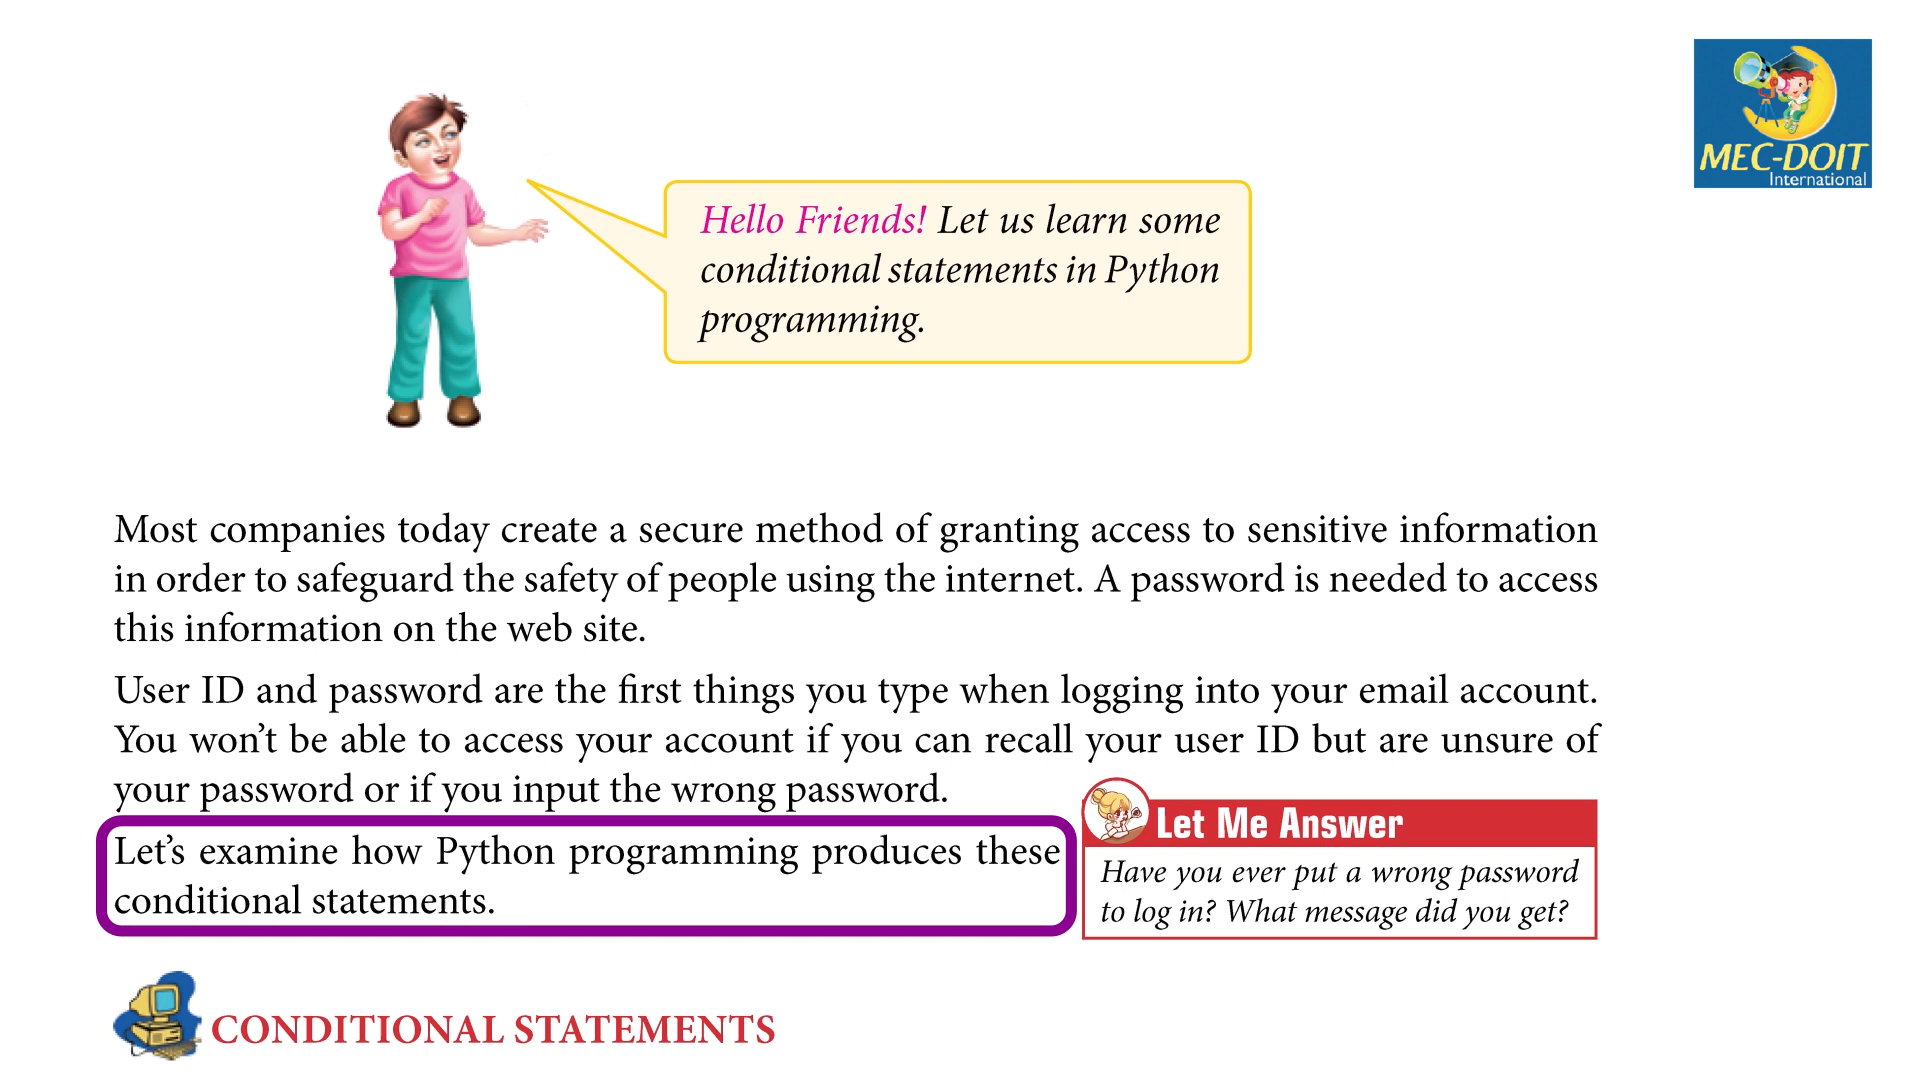 MEC-DOIT
International
Hello Friends! Let us learn some
conditional statements in Python
programming.
Most companies today create a secure method of granting access to sensitive information
in order to safeguard the safety of people using the internet. A password is needed to access
this information on the web site.
User ID and password are the first things you type when logging into your email account.
You won’t be able to access your account if you can recall your user ID but are unsure of
your password or if you input the wrong password.
Let’s examine how Python programming produces these
conditional statements.
Let Me Answer
Have you ever put a wrong password
to log in? What message did you get?
CONDITIONAL STATEMENTS